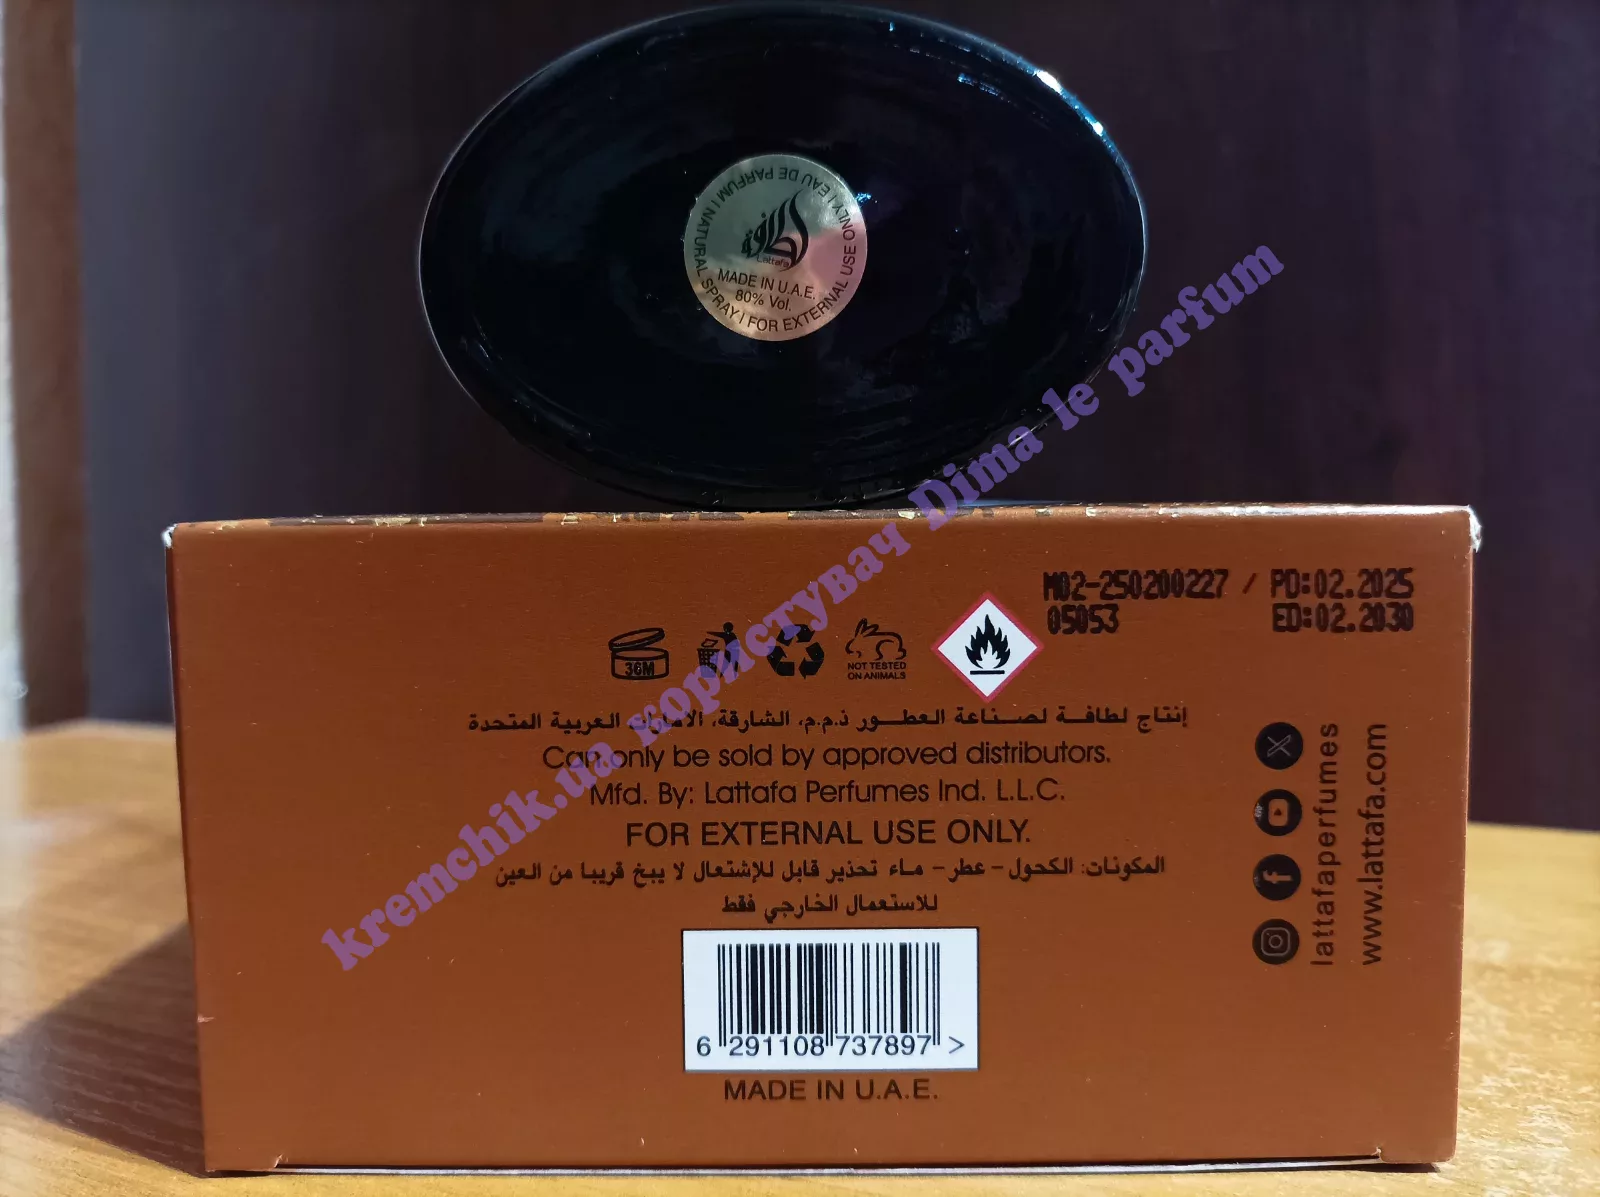 EAU DE PARFUM | NATURAL SPRAY | FOR EXTERNAL USE ONLY |
لطافة
Lattafa
MADE IN U.A.E.
80% Vol.
M02-250200227 / PD:02.2025
05053 ED:02.2030
36M
NOT TESTED
ON ANIMALS
إنتاج لطافة لصناعة العطور ذ.م.م، الشارقة، الامارات العربية المتحدة
Can only be sold by approved distributors.
Mfd. By: Lattafa Perfumes Ind. L.L.C.
FOR EXTERNAL USE ONLY.
المكونات: الكحول - عطر - ماء تحذير قابل للإشتعال لا يبخ قريبا من العين
للاستعمال الخارجي فقط
6 291108 737897 >
MADE IN U.A.E.
lattafaperfumes
www.lattafa.com
kremchik.ua користувач Dima le parfum